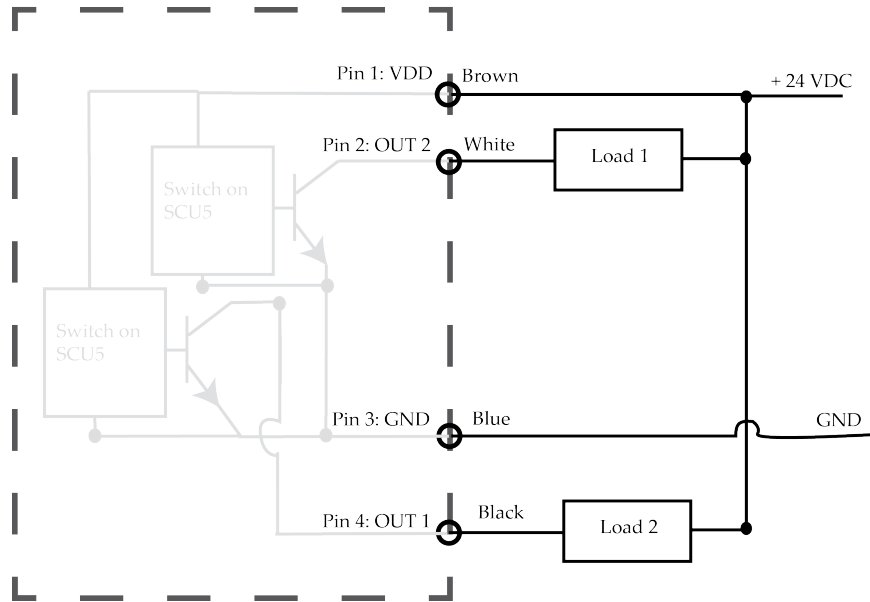 Pin 1: VDD
Brown
+ 24 VDC
Pin 2: OUT 2
White
Load 1
Switch on
SCU5
Switch on
SCU5
Pin 3: GND
Blue
GND
Pin 4: OUT 1
Black
Load 2